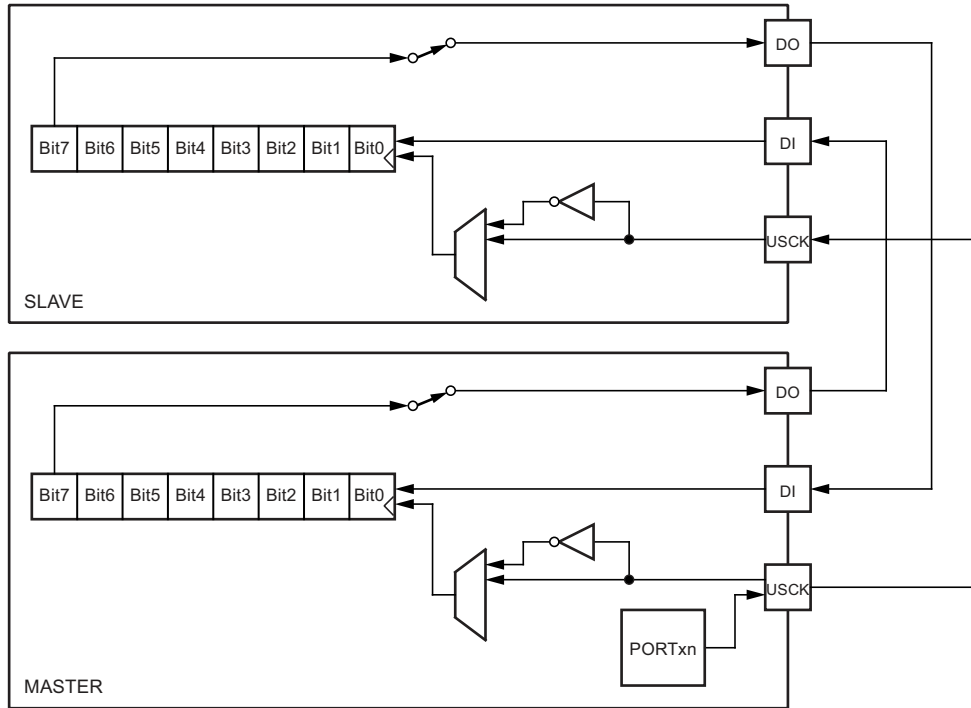 DO
Bit7 Bit6 Bit5 Bit4 Bit3 Bit2 Bit1 Bit0
DI
USCK
SLAVE
DO
Bit7 Bit6 Bit5 Bit4 Bit3 Bit2 Bit1 Bit0
DI
USCK
PORTxn
MASTER